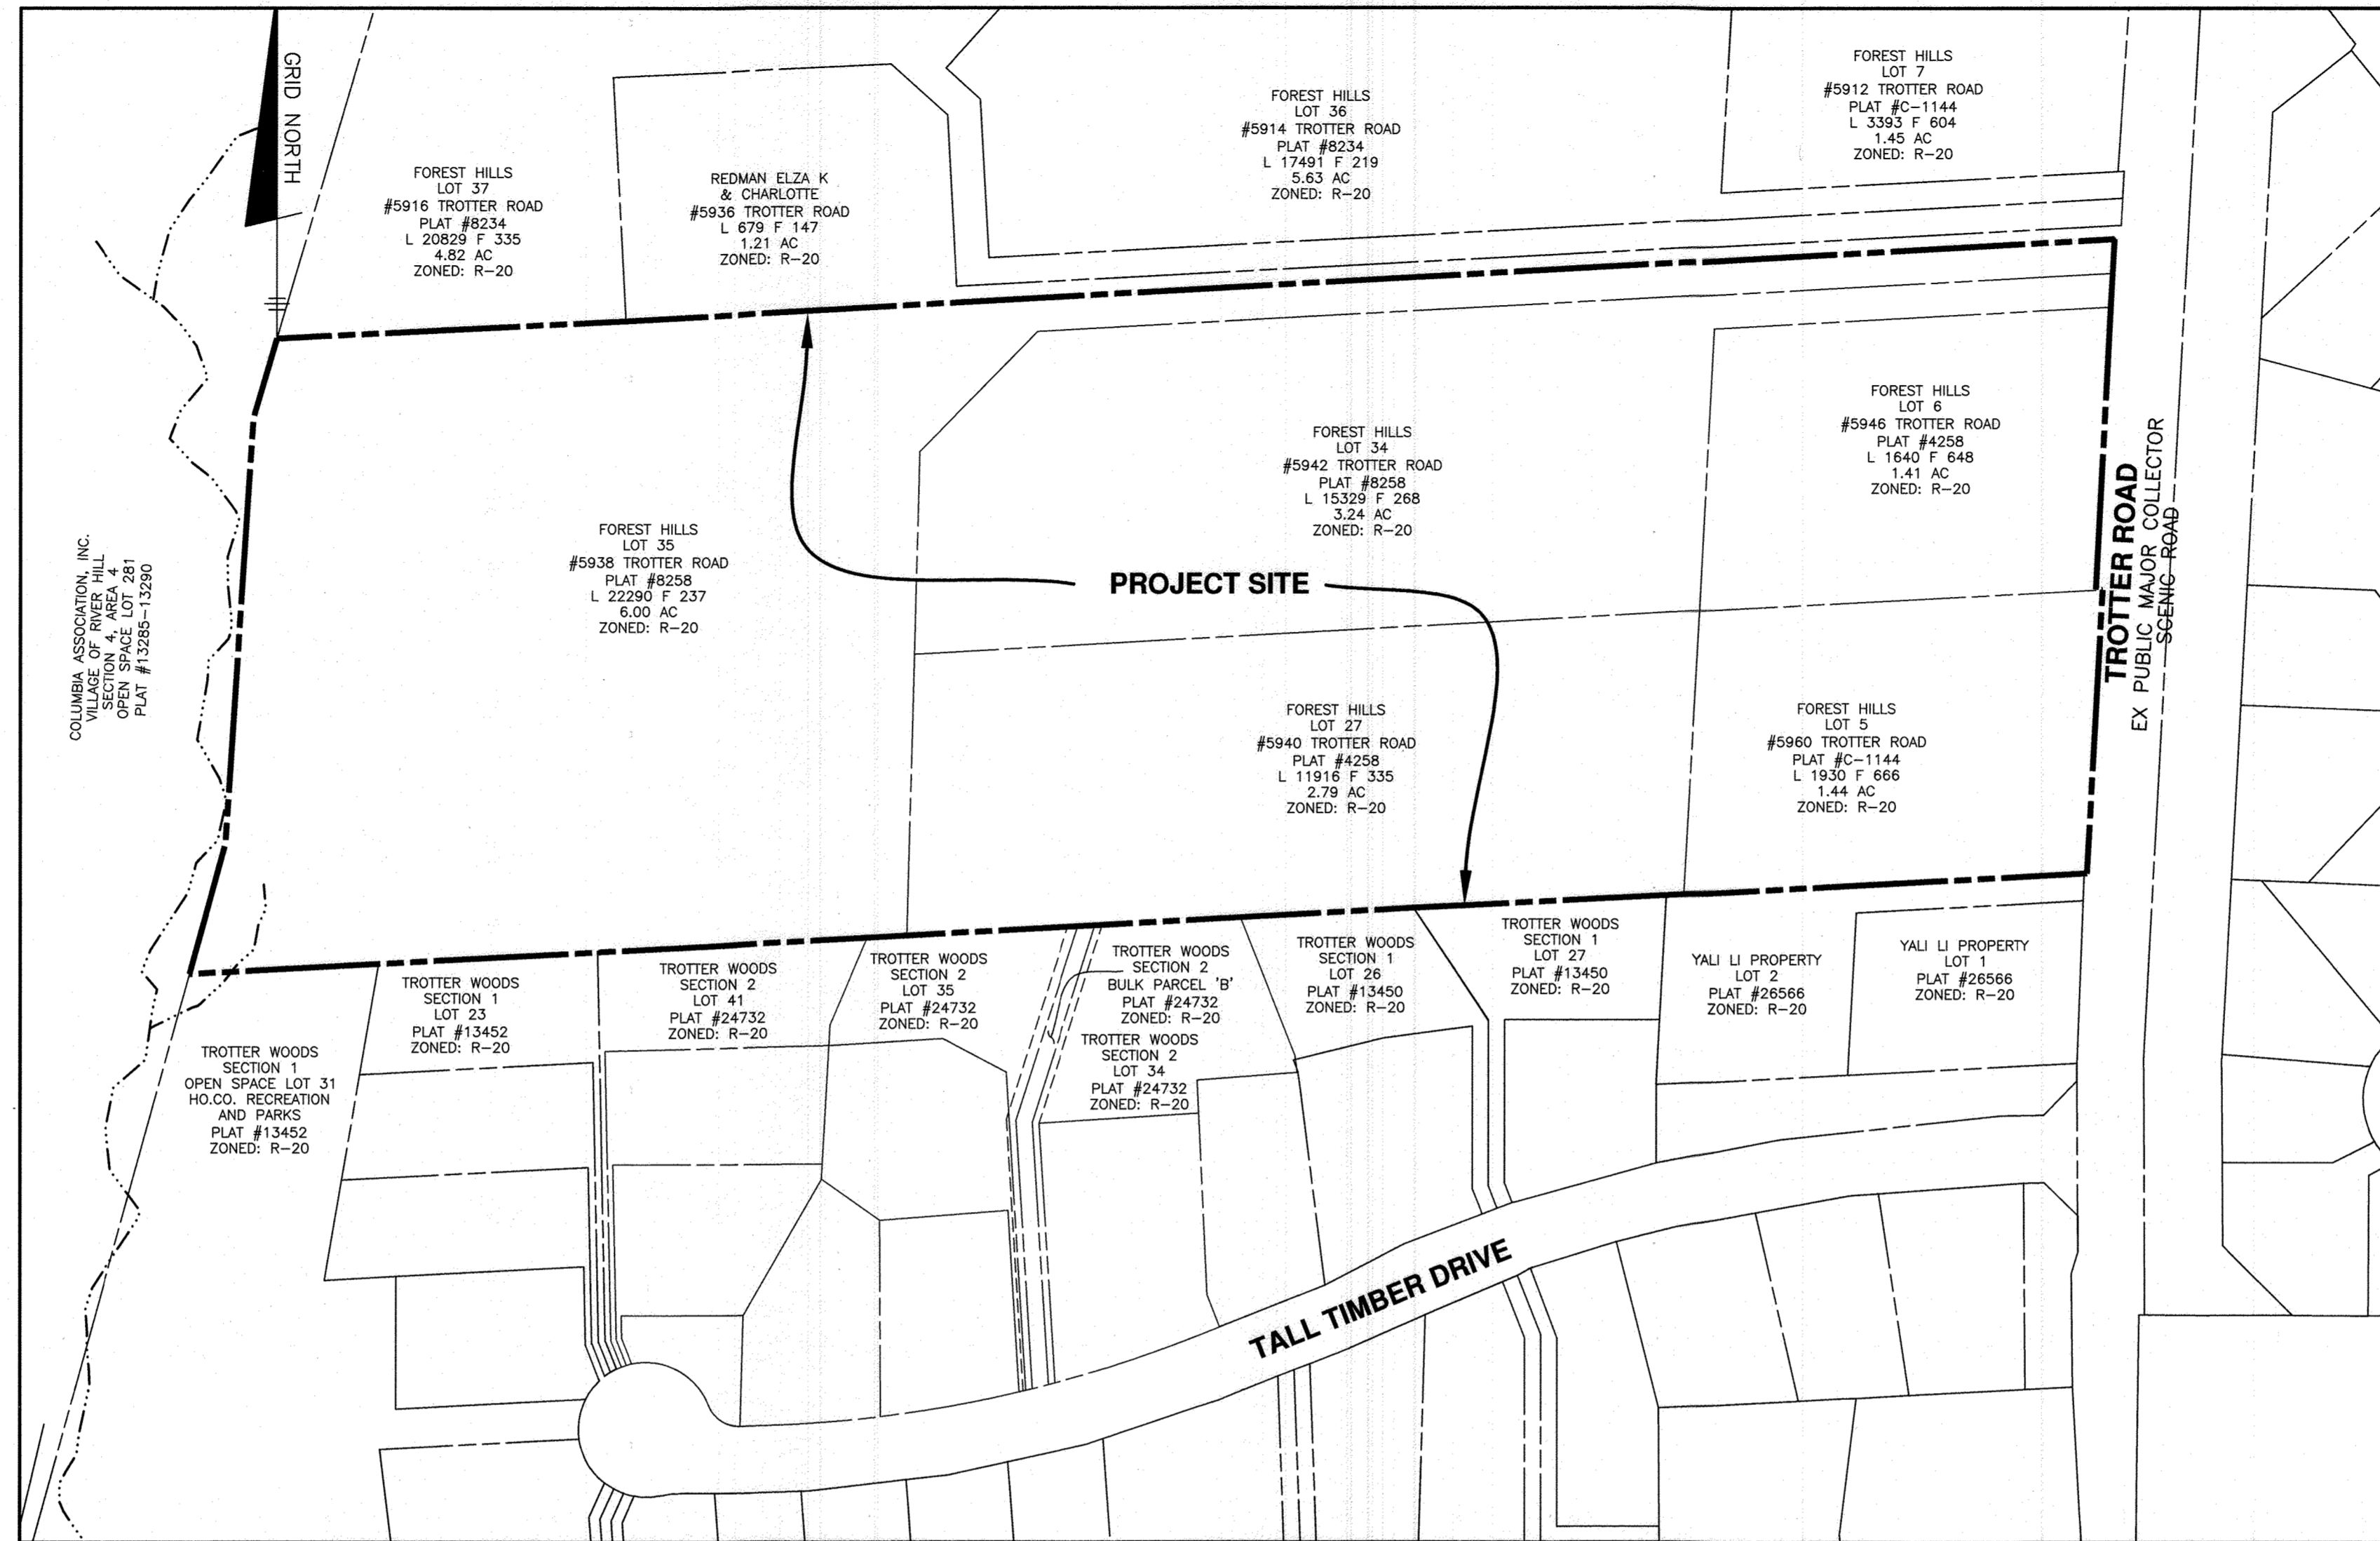 GRID NORTH
FOREST HILLS
LOT 37
#5916 TROTTER ROAD
PLAT #8234
L 20829 F 335
4.82 AC
ZONED: R-20
REDMAN ELZA K
& CHARLOTTE
#5936 TROTTER ROAD
L 679 F 147
1.21 AC
ZONED: R-20
FOREST HILLS
LOT 36
#5914 TROTTER ROAD
PLAT #8234
L 17491 F 219
5.63 AC
ZONED: R-20
FOREST HILLS
LOT 7
#5912 TROTTER ROAD
PLAT #C-1144
L 3393 F 604
1.45 AC
ZONED: R-20
COLUMBIA ASSOCIATION, INC.
VILLAGE OF RIVER HILL
SECTION 4, AREA 4
OPEN SPACE LOT 281
PLAT #13285-13290
FOREST HILLS
LOT 35
#5938 TROTTER ROAD
PLAT #8258
L 22290 F 237
6.00 AC
ZONED: R-20
FOREST HILLS
LOT 34
#5942 TROTTER ROAD
PLAT #8258
L 15329 F 268
3.24 AC
ZONED: R-20
FOREST HILLS
LOT 6
#5946 TROTTER ROAD
PLAT #4258
L 1640 F 648
1.41 AC
ZONED: R-20
PROJECT SITE
TROTTER ROAD
EX PUBLIC MAJOR COLLECTOR
SCENIC ROAD
FOREST HILLS
LOT 27
#5940 TROTTER ROAD
PLAT #4258
L 11916 F 335
2.79 AC
ZONED: R-20
FOREST HILLS
LOT 5
#5960 TROTTER ROAD
PLAT #C-1144
L 1930 F 666
1.44 AC
ZONED: R-20
TROTTER WOODS
SECTION 1
OPEN SPACE LOT 31
HO.CO. RECREATION
AND PARKS
PLAT #13452
ZONED: R-20
TROTTER WOODS
SECTION 1
LOT 23
PLAT #13452
ZONED: R-20
TROTTER WOODS
SECTION 2
LOT 41
PLAT #24732
ZONED: R-20
TROTTER WOODS
SECTION 2
LOT 35
PLAT #24732
ZONED: R-20
TROTTER WOODS
SECTION 2
BULK PARCEL 'B'
PLAT #24732
ZONED: R-20
TROTTER WOODS
SECTION 2
LOT 34
PLAT #24732
ZONED: R-20
TROTTER WOODS
SECTION 1
LOT 26
PLAT #13450
ZONED: R-20
TROTTER WOODS
SECTION 1
LOT 27
PLAT #13450
ZONED: R-20
YALI LI PROPERTY
LOT 2
PLAT #26566
ZONED: R-20
YALI LI PROPERTY
LOT 1
PLAT #26566
ZONED: R-20
TALL TIMBER DRIVE